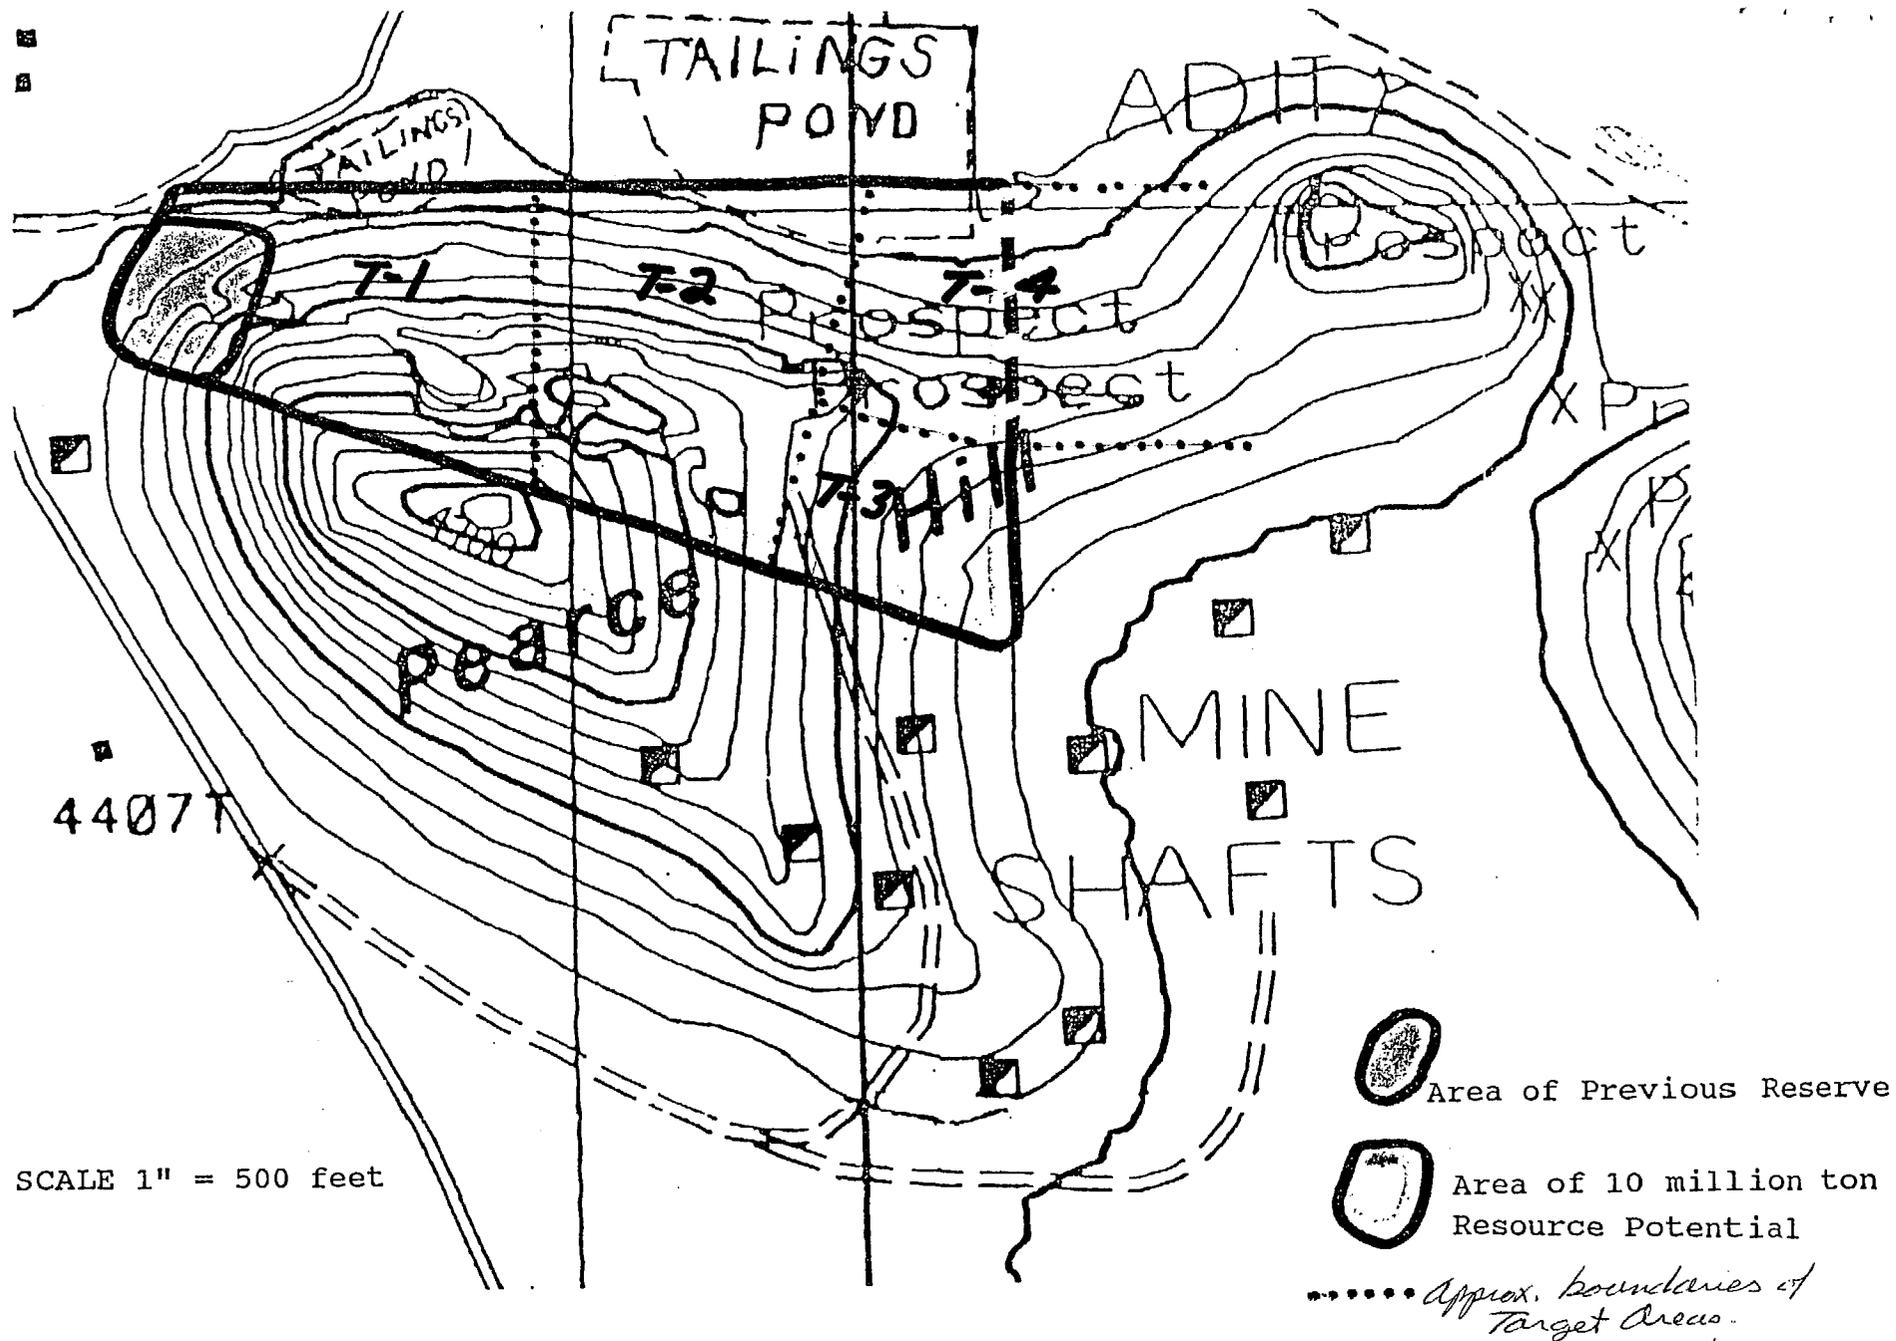 TAILINGS
POND
TAILINGS
POND
ADIT
Prospect
T-1
T-2
T-4
Prospect
Prospect
X Pr
T-3
P
X
Pearce
MINE
4407T
SHAFTS
Area of Previous Reserve
SCALE 1" = 500 feet
Area of 10 million ton
Resource Potential
Approx. boundaries of
Target Areas.